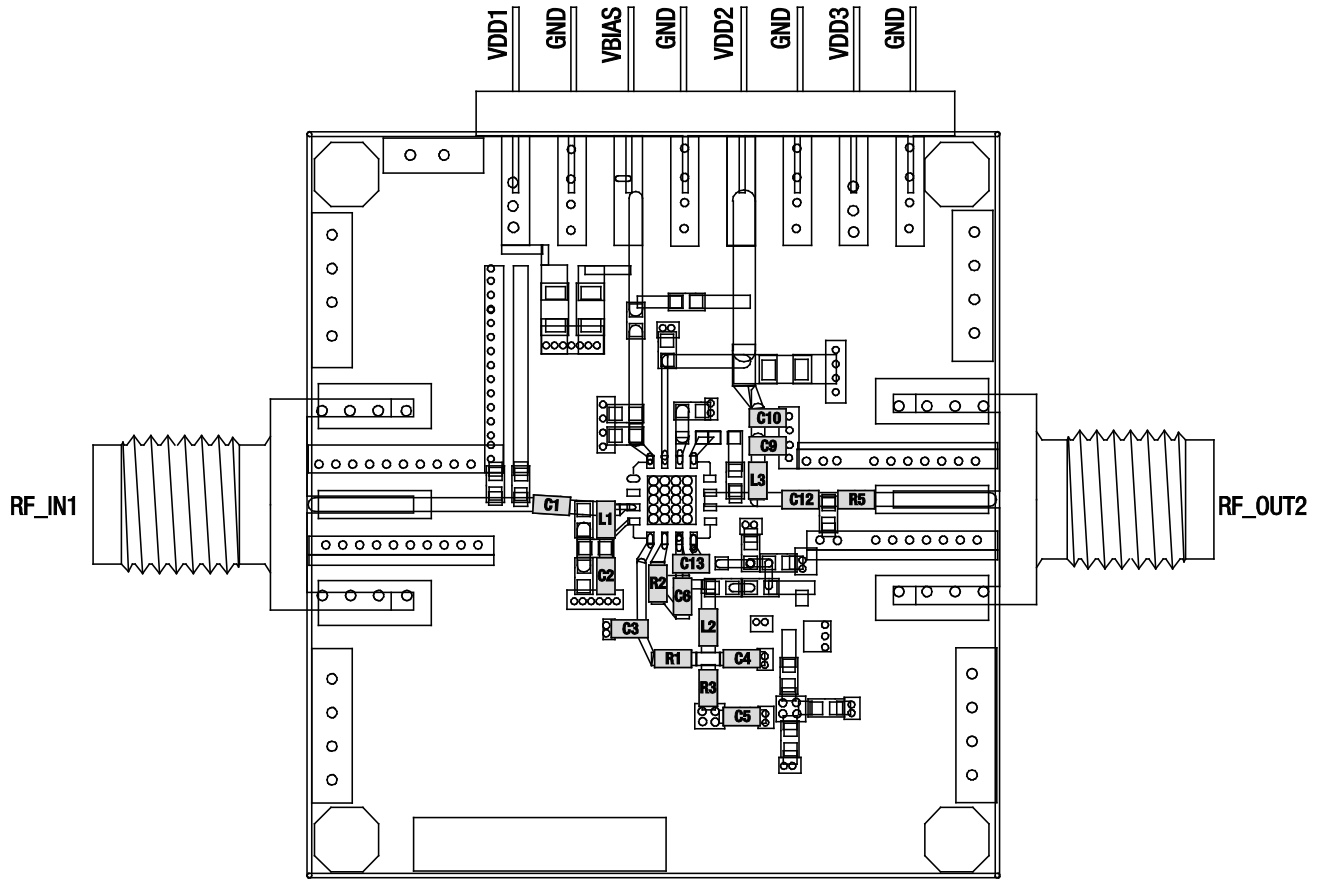 VDD1
GND
VBIAS
GND
VDD2
GND
VDD3
GND
C10
C9
L3
RF_IN1
C1
L1
C12
R5
RF_OUT2
C13
C2
R2
C6
C3
L2
R1
C4
R3
C5